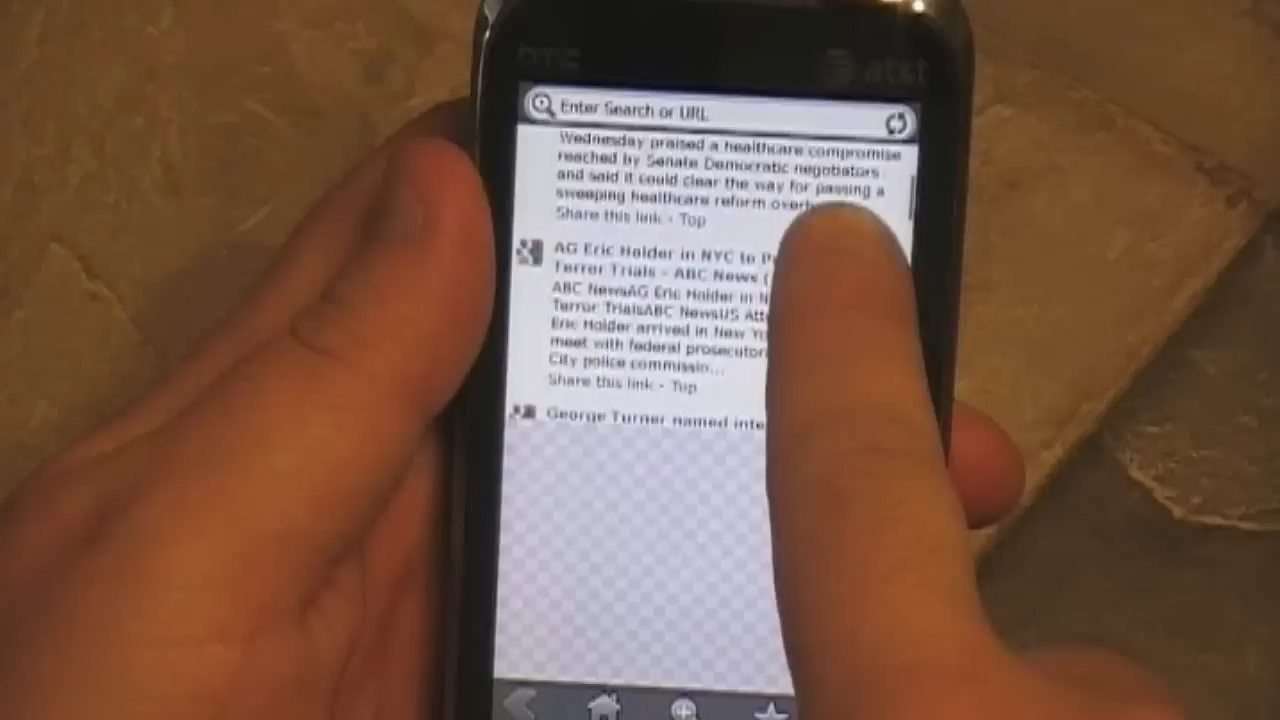 hTC
at&t
Enter Search or URL
Wednesday praised a healthcare compromise
reached by Senate Democratic negotiators
and said it could clear the way for passing a
sweeping healthcare reform
Share this link - Top
AG Eric Holder in NYC to
Terror Trials - ABC News (
ABC NewsAG Eric Holder in
Terror TrialsABC NewsUS
Eric Holder arrived in New
meet with federal
City police commissio...
Share this link - Top
George Turner named